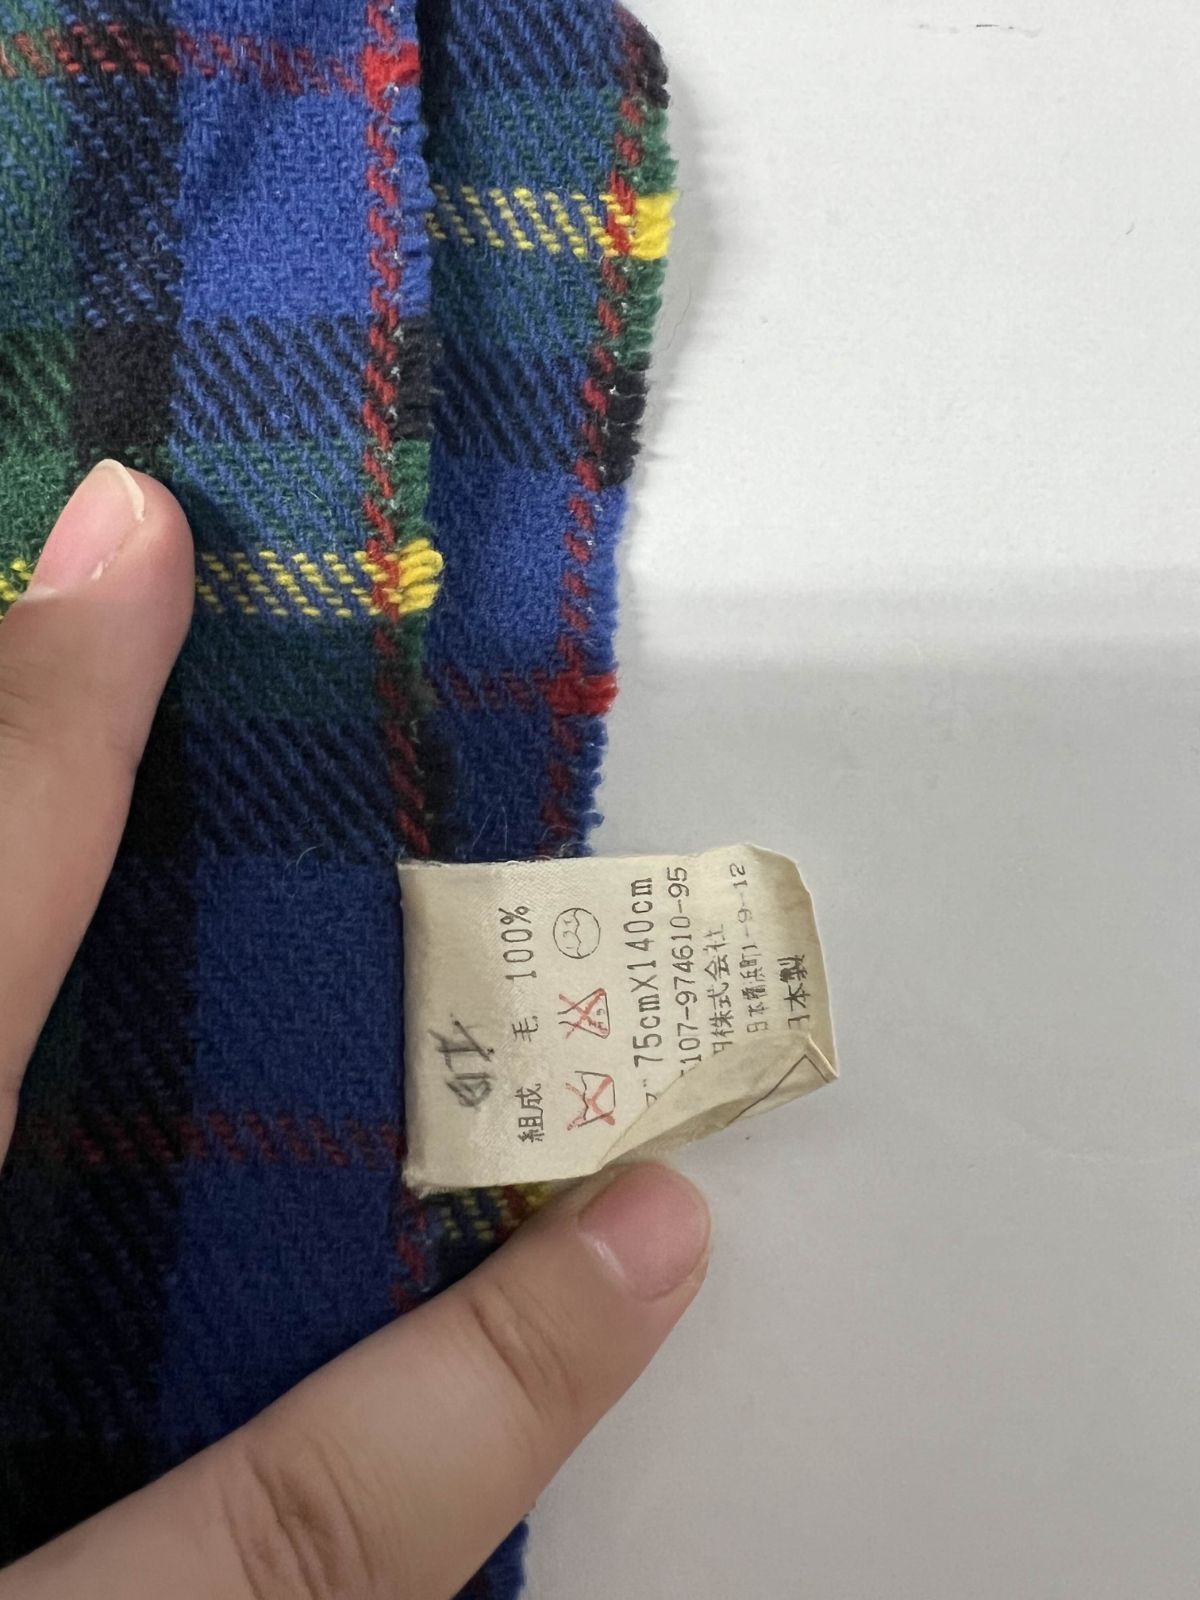 組成 毛 100%
75cmX140cm
107-974610-95
株式会社
日本橋浜町1-9-12
日本製